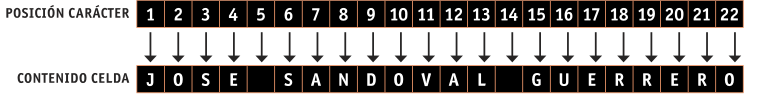 POSICIÓN CARÁCTER 1 2 3 4 5 6 7 8 9 10 11 12 13 14 15 16 17 18 19 20 21 22
CONTENIDO CELDA J O S E S A N D O V A L G U E R R E R O